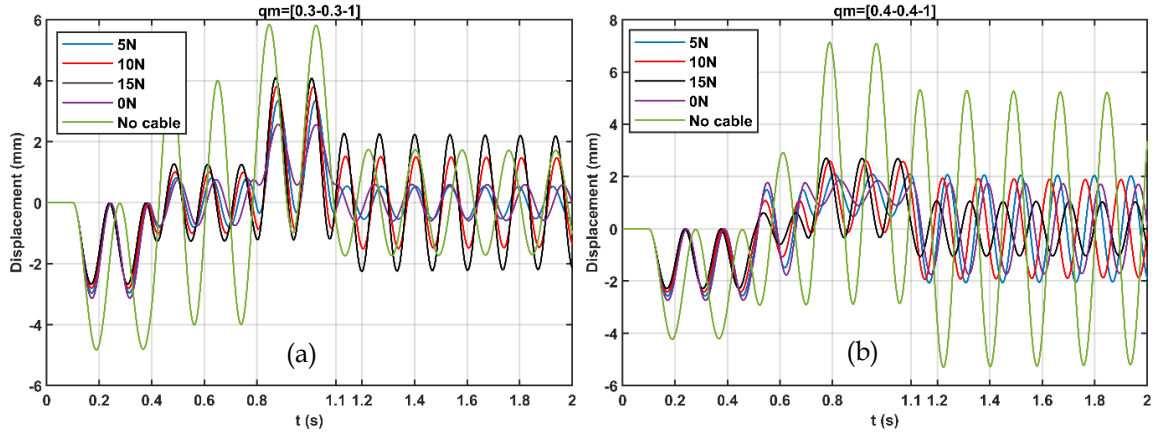 qm=[0.3-0.3-1]
Displacement (mm)
6
4
2
0
-2
-4
-6
5N
10N
15N
0N
No cable
(a)
0 0.2 0.4 0.6 0.8 1.1 1.2 1.4 1.6 1.8 2
t (s)
qm=[0.4-0.4-1]
Displacement (mm)
8
6
4
2
0
-2
-4
-6
5N
10N
15N
0N
No cable
(b)
0 0.2 0.4 0.6 0.8 1.1 1.2 1.4 1.6 1.8 2
t (s)